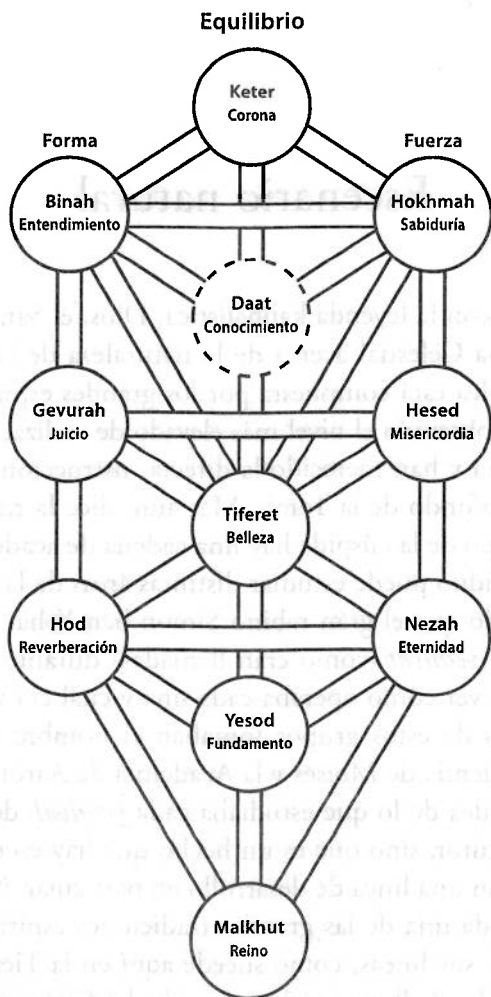 Equilibrio
Keter
Corona
Forma
Fuerza
Binah
Entendimiento
Hokhmah
Sabiduría
Daat
Conocimiento
Gevurah
Juicio
Hesed
Misericordia
Tiferet
Belleza
Hod
Reverberación
Nezah
Eternidad
Yesod
Fundamento
Malkhut
Reino